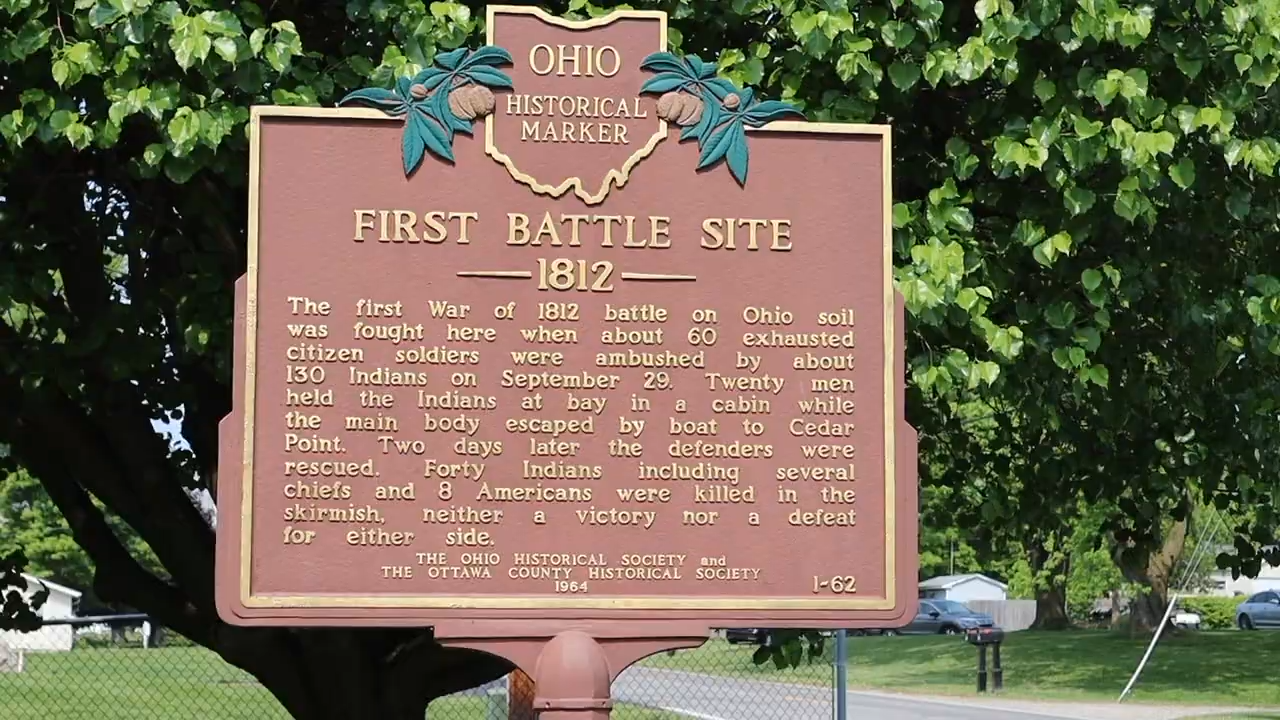 OHIO
HISTORICAL
MARKER
FIRST BATTLE SITE
1812
The first War of 1812 battle on Ohio soil
was fought here when about 60 exhausted
citizen soldiers were ambushed by about
130 Indians on September 29. Twenty men
held the Indians at bay in a cabin while
the main body escaped by boat to Cedar
Point. Two days later the defenders were
rescued. Forty Indians including several
chiefs and 8 Americans were killed in the
skirmish, neither a victory nor a defeat
for either side.
THE OHIO HISTORICAL SOCIETY and
THE OTTAWA COUNTY HISTORICAL SOCIETY
1964
1-62